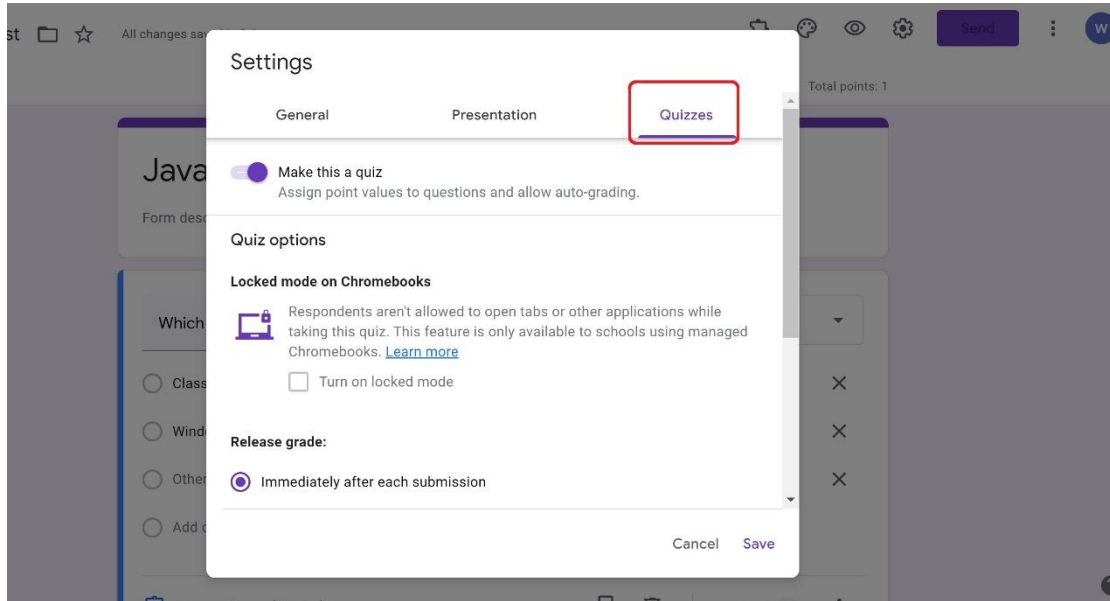 st
All changes sav
Send
W
Total points: 1
Settings
General Presentation Quizzes
Java
Form desc
Make this a quiz
Assign point values to questions and allow auto-grading.
Quiz options
Locked mode on Chromebooks
Respondents aren't allowed to open tabs or other applications while
taking this quiz. This feature is only available to schools using managed
Chromebooks. Learn more
Turn on locked mode
Which
Class
Wind
Other
Add
Release grade:
Immediately after each submission
Cancel Save